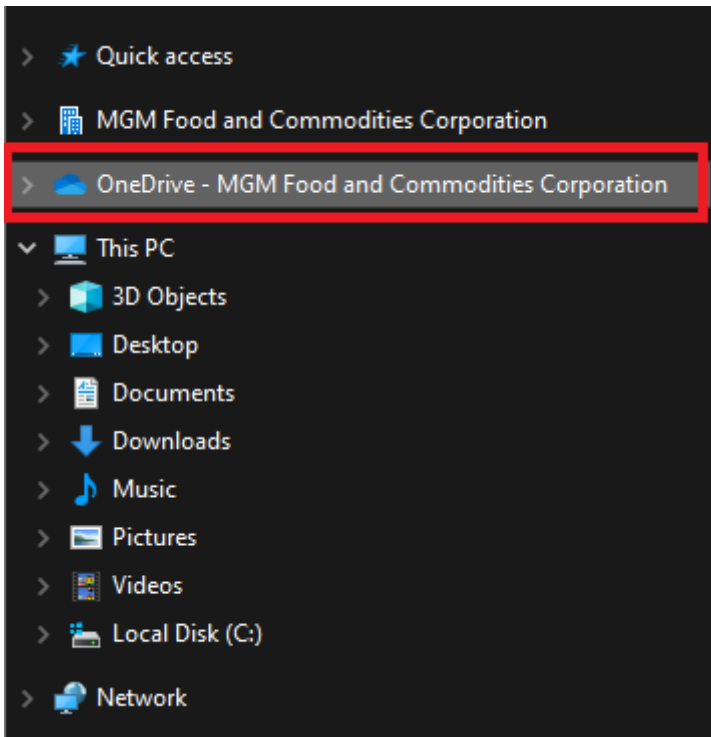 Quick access
MGM Food and Commodities Corporation
OneDrive - MGM Food and Commodities Corporation
This PC
3D Objects
Desktop
Documents
Downloads
Music
Pictures
Videos
Local Disk (C:)
Network